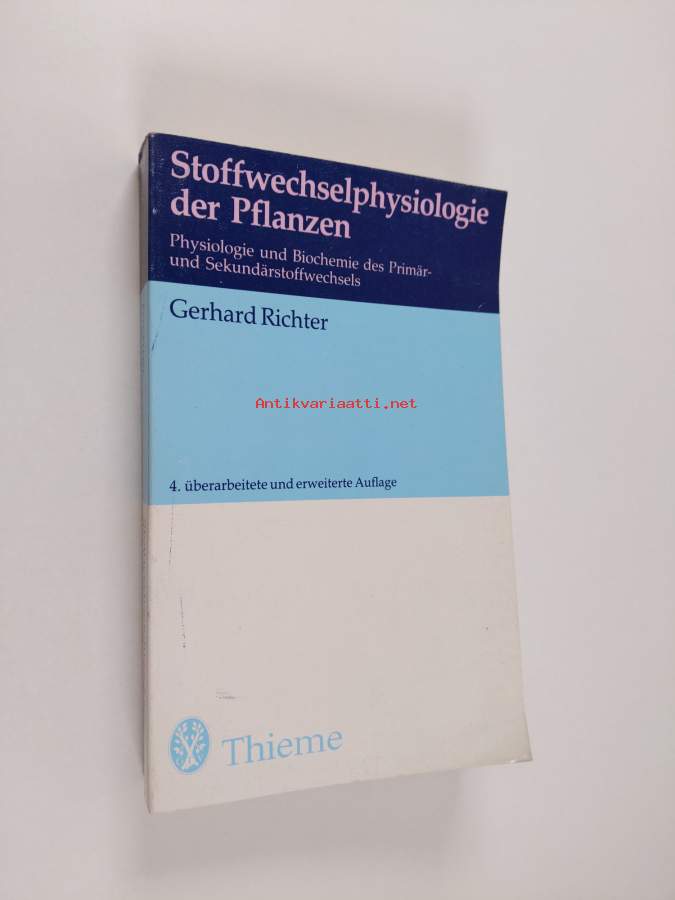 Stoffwechselphysiologie
der Pflanzen
Physiologie und Biochemie des Primär-
und Sekundärstoffwechsels
Gerhard Richter
Antikvariaatti.net
4. überarbeitete und erweiterte Auflage
Thieme